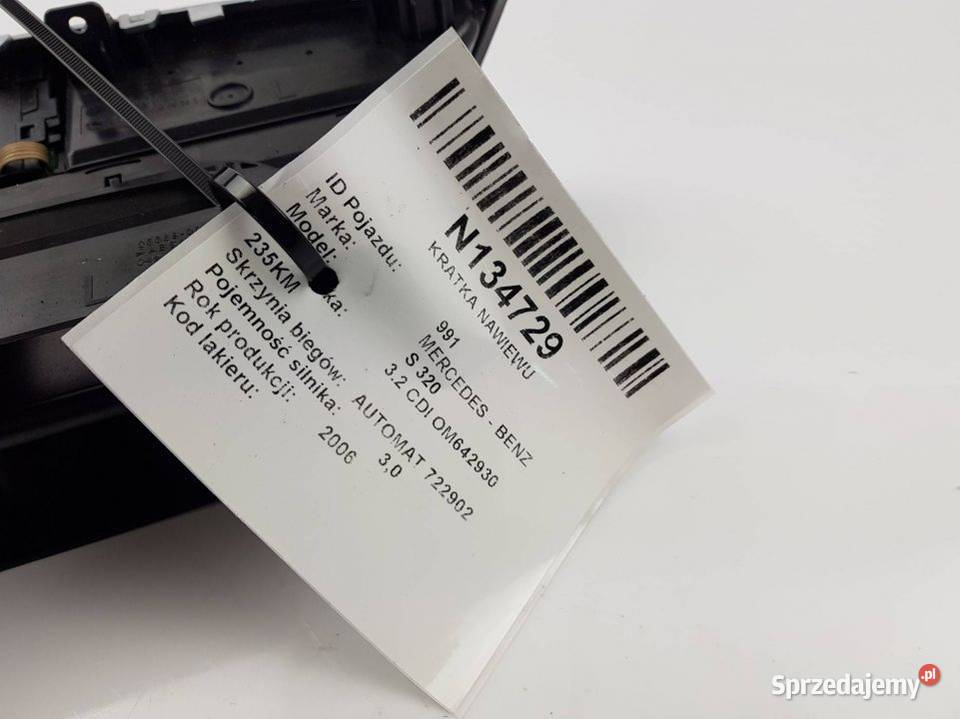 N134729
KRATKA NAWIEWU
ID Pojazdu: 991
Marka: MERCEDES - BENZ
Model: S 320
ka: 3.2 CDI OM642930
235KM
Skrzynia biegów: AUTOMAT 722902
Pojemność silnika: 3,0
Rok produkcji: 2006
Kod lakieru:
Sprzedajemy.pl